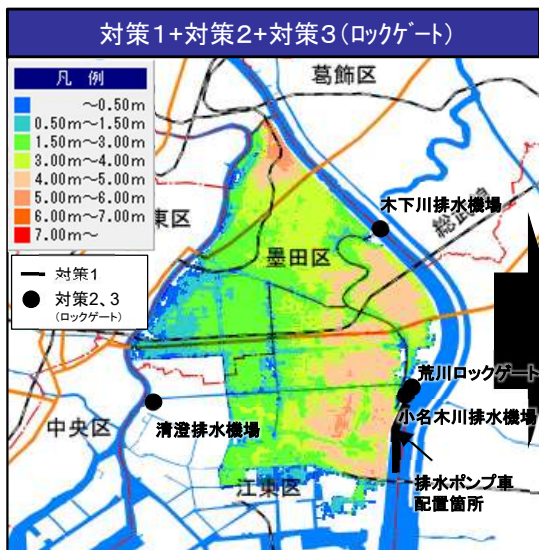 対策1+対策2+対策3(ロックゲート)
凡 例
～0.50m
0.50m～1.50m
1.50m～3.00m
3.00m～4.00m
4.00m～5.00m
5.00m～6.00m
6.00m～7.00m
7.00m～
対策1
対策2、3
(ロックゲート)
葛飾区
木下川排水機場
総武線
東区
墨田区
荒川ロックゲート
小名木川排水機場
中央区
清澄排水機場
江東区
排水ポンプ車
配置箇所